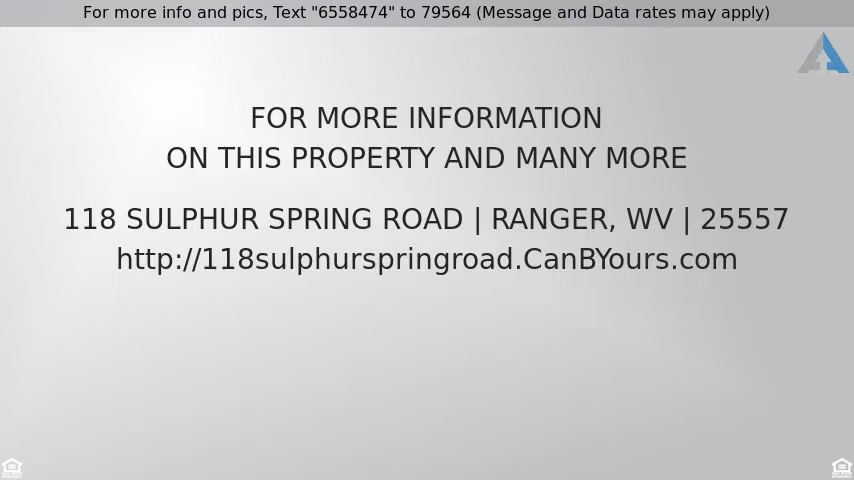 For more info and pics, Text "6558474" to 79564 (Message and Data rates may apply)
FOR MORE INFORMATION
ON THIS PROPERTY AND MANY MORE
118 SULPHUR SPRING ROAD | RANGER, WV | 25557
http://118sulphurspringroad.CanBYours.com